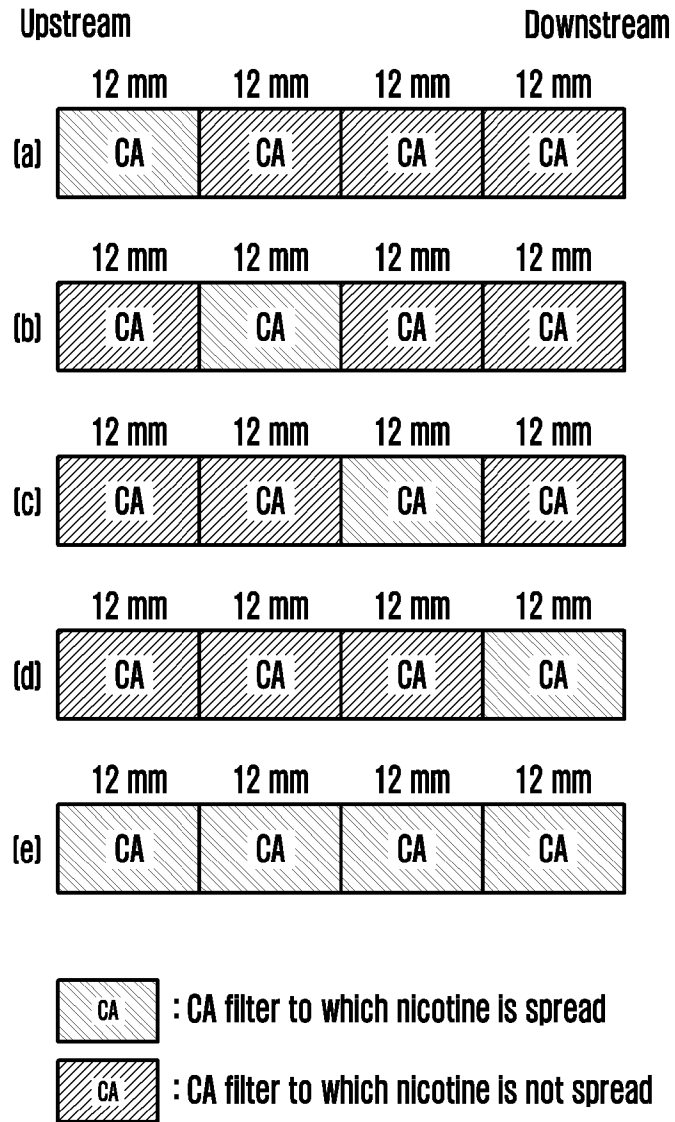 Upstream Downstream
12 mm 12 mm 12 mm 12 mm
(a) CA CA CA CA
12 mm 12 mm 12 mm 12 mm
(b) CA CA CA CA
12 mm 12 mm 12 mm 12 mm
(c) CA CA CA CA
12 mm 12 mm 12 mm 12 mm
(d) CA CA CA CA
12 mm 12 mm 12 mm 12 mm
(e) CA CA CA CA
CA : CA filter to which nicotine is spread
CA : CA filter to which nicotine is not spread